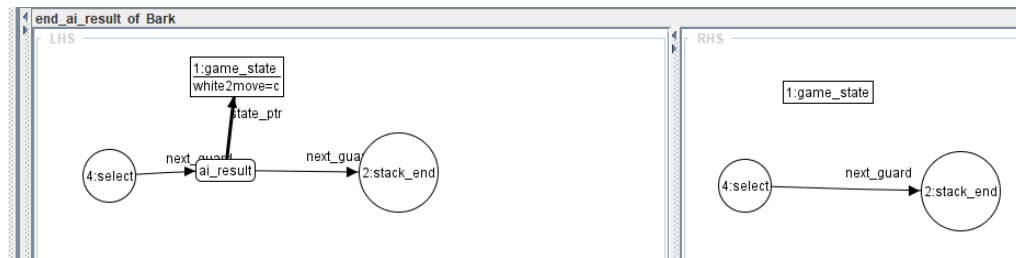 end_ai_result of Bark
LHS
1:game_state
white2move=c
state_ptr
next_guard
next_gua
4:select
ai_result
2:stack_end
RHS
1:game_state
next_guard
4:select
2:stack_end